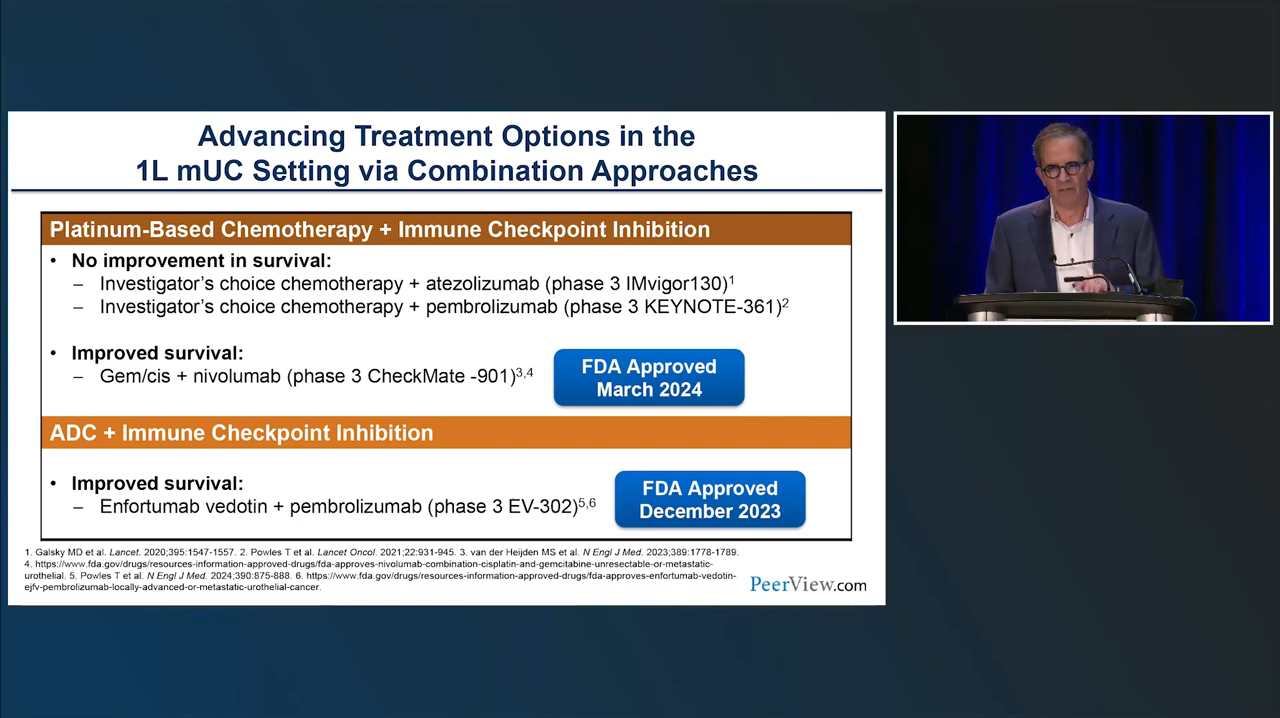 Advancing Treatment Options in the
1L mUC Setting via Combination Approaches
Platinum-Based Chemotherapy + Immune Checkpoint Inhibition
• No improvement in survival:
– Investigator's choice chemotherapy + atezolizumab (phase 3 IMvigor130)1
– Investigator's choice chemotherapy + pembrolizumab (phase 3 KEYNOTE-361)2
• Improved survival:
– Gem/cis + nivolumab (phase 3 CheckMate -901)3,4
FDA Approved
March 2024
ADC + Immune Checkpoint Inhibition
• Improved survival:
– Enfortumab vedotin + pembrolizumab (phase 3 EV-302)5,6
FDA Approved
December 2023
1. Galsky MD et al. Lancet. 2020;395:1547-1557. 2. Powles T et al. Lancet Oncol. 2021;22:931-945. 3. van der Heijden MS et al. N Engl J Med. 2023;389:1778-1789.
4. https://www.fda.gov/drugs/resources-information-approved-drugs/fda-approves-nivolumab-combination-cisplatin-and-gemcitabine-unresectable-or-metastatic-
urothelial. 5. Powles T et al. N Engl J Med. 2024;390:875-888. 6. https://www.fda.gov/drugs/resources-information-approved-drugs/fda-approves-enfortumab-vedotin-
ejfv-pembrolizumab-locally-advanced-or-metastatic-urothelial-cancer.
PeerView.com